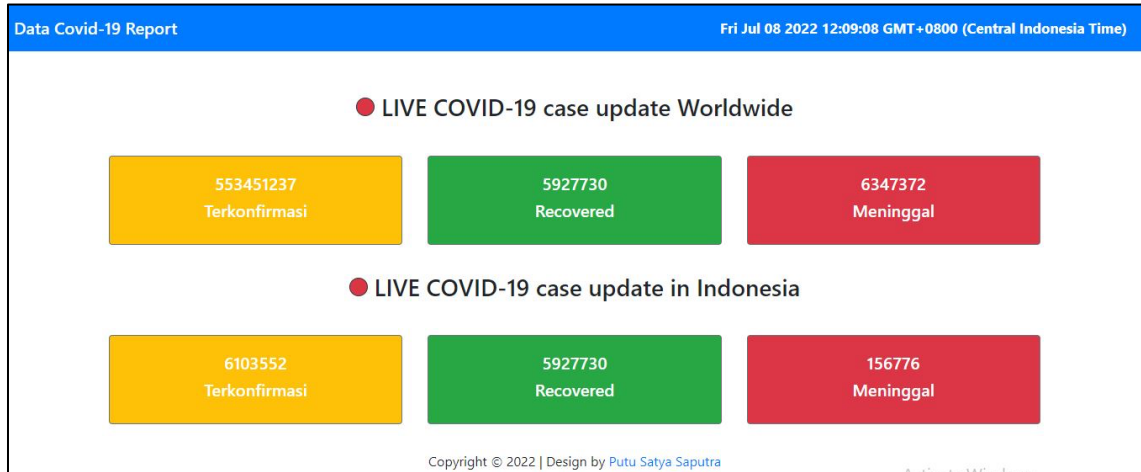 Data Covid-19 Report
Fri Jul 08 2022 12:09:08 GMT+0800 (Central Indonesia Time)
LIVE COVID-19 case update Worldwide
553451237
Terkonfirmasi
5927730
Recovered
6347372
Meninggal
LIVE COVID-19 case update in Indonesia
6103552
Terkonfirmasi
5927730
Recovered
156776
Meninggal
Copyright © 2022 | Design by Putu Satya Saputra